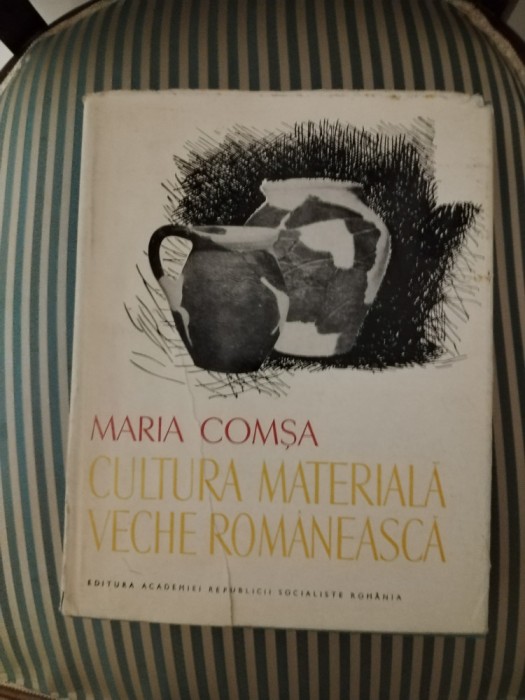 MARIA COMȘA
CULTURA MATERIALĂ
VECHE ROMÂNEASCĂ
EDITURA ACADEMIEI REPUBLICII SOCIALISTE ROMÂNIA